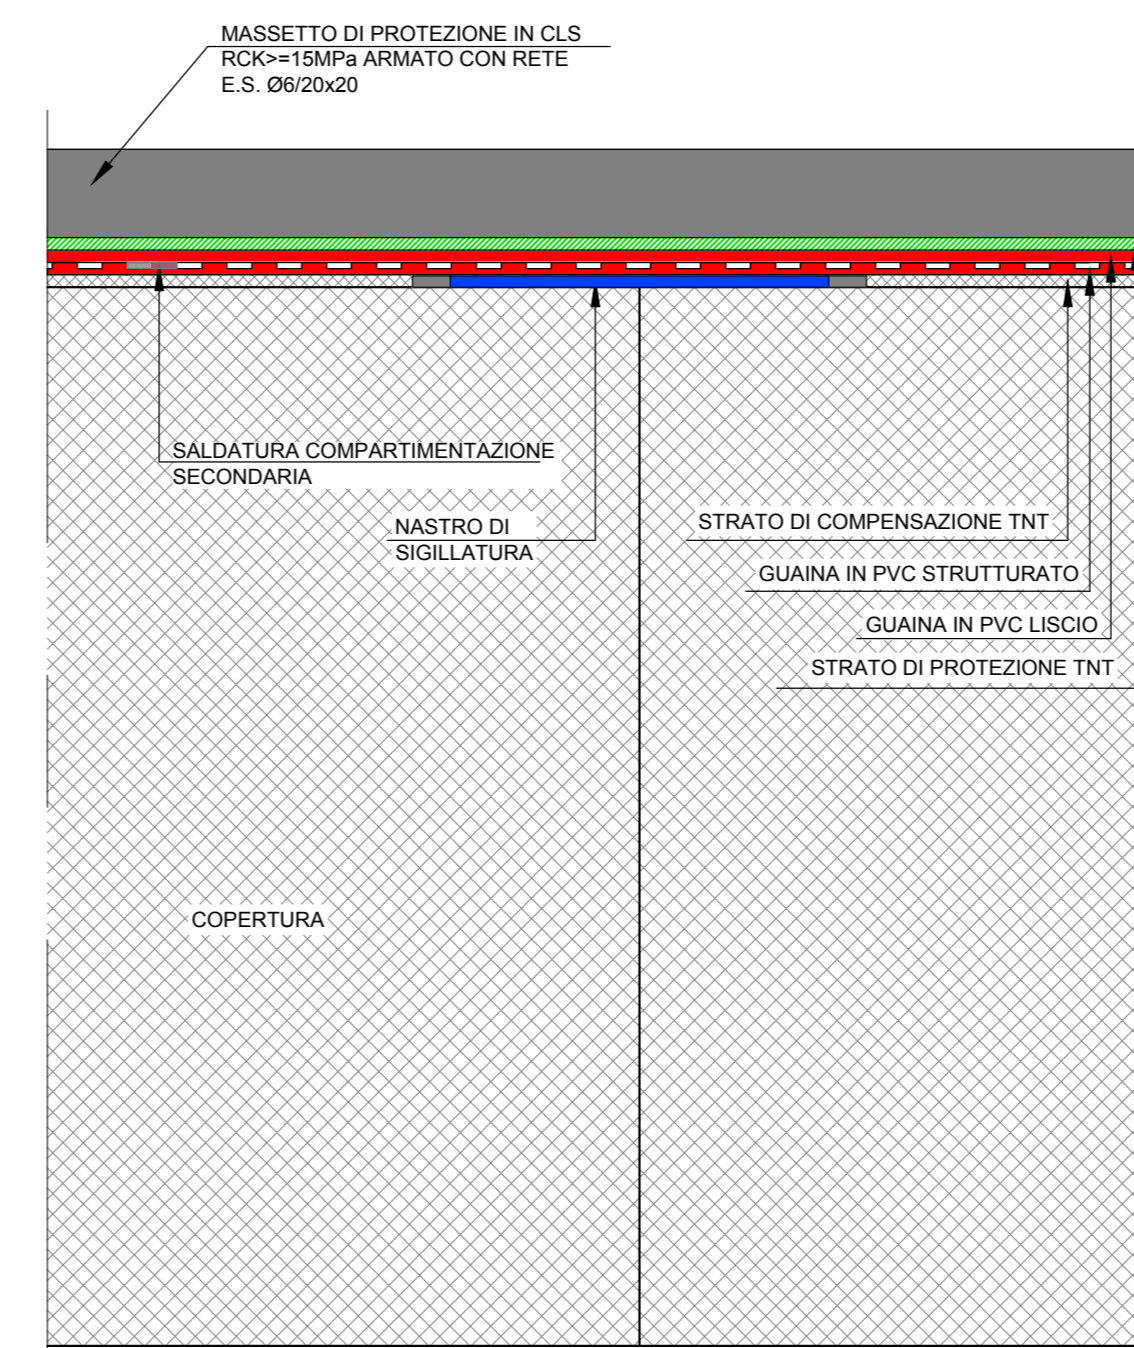 MASSETTO DI PROTEZIONE IN CLS
RCK>=15MPa ARMATO CON RETE
E.S. Ø6/20x20
SALDATURA COMPARTIMENTAZIONE
SECONDARIA
NASTRO DI
SIGILLATURA
STRATO DI COMPENSAZIONE TNT
GUAINA IN PVC STRUTTURATO
GUAINA IN PVC LISCIO
STRATO DI PROTEZIONE TNT
COPERTURA